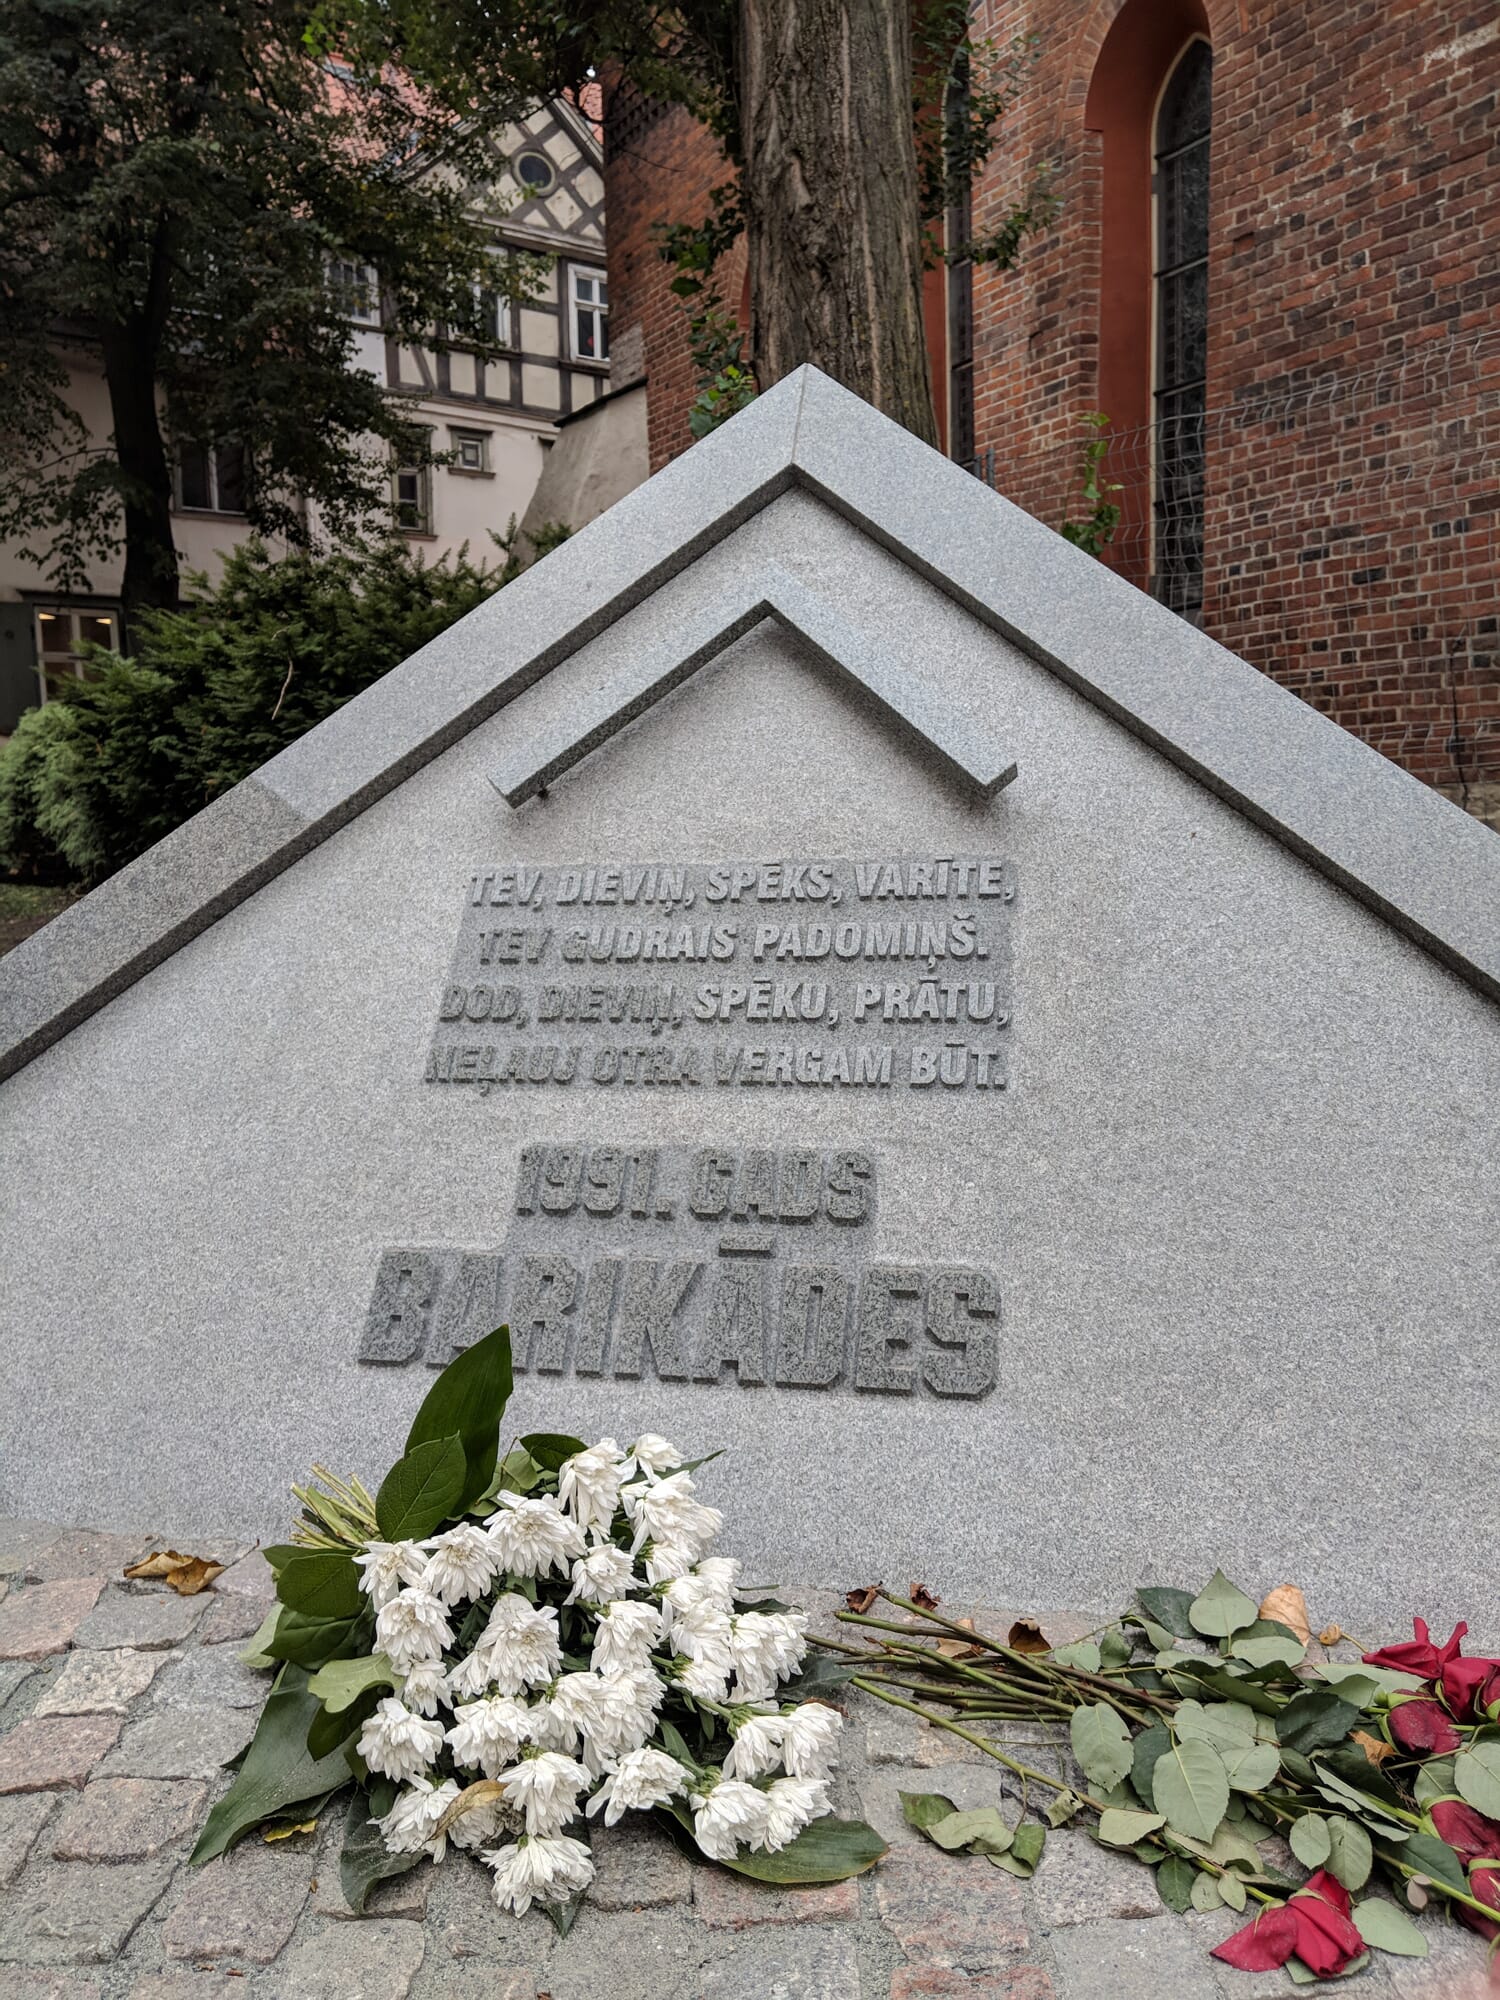 TEV, DIEVIŅ, SPĒKS, VARĪTE,
TEV GUDRAIS PADOMIŅŠ.
DOD, DIEVIŅ, SPĒKU, PRĀTU,
NEĻAUJ OTRA VERGAM BŪT.
1991. GADS
BARIKĀDES